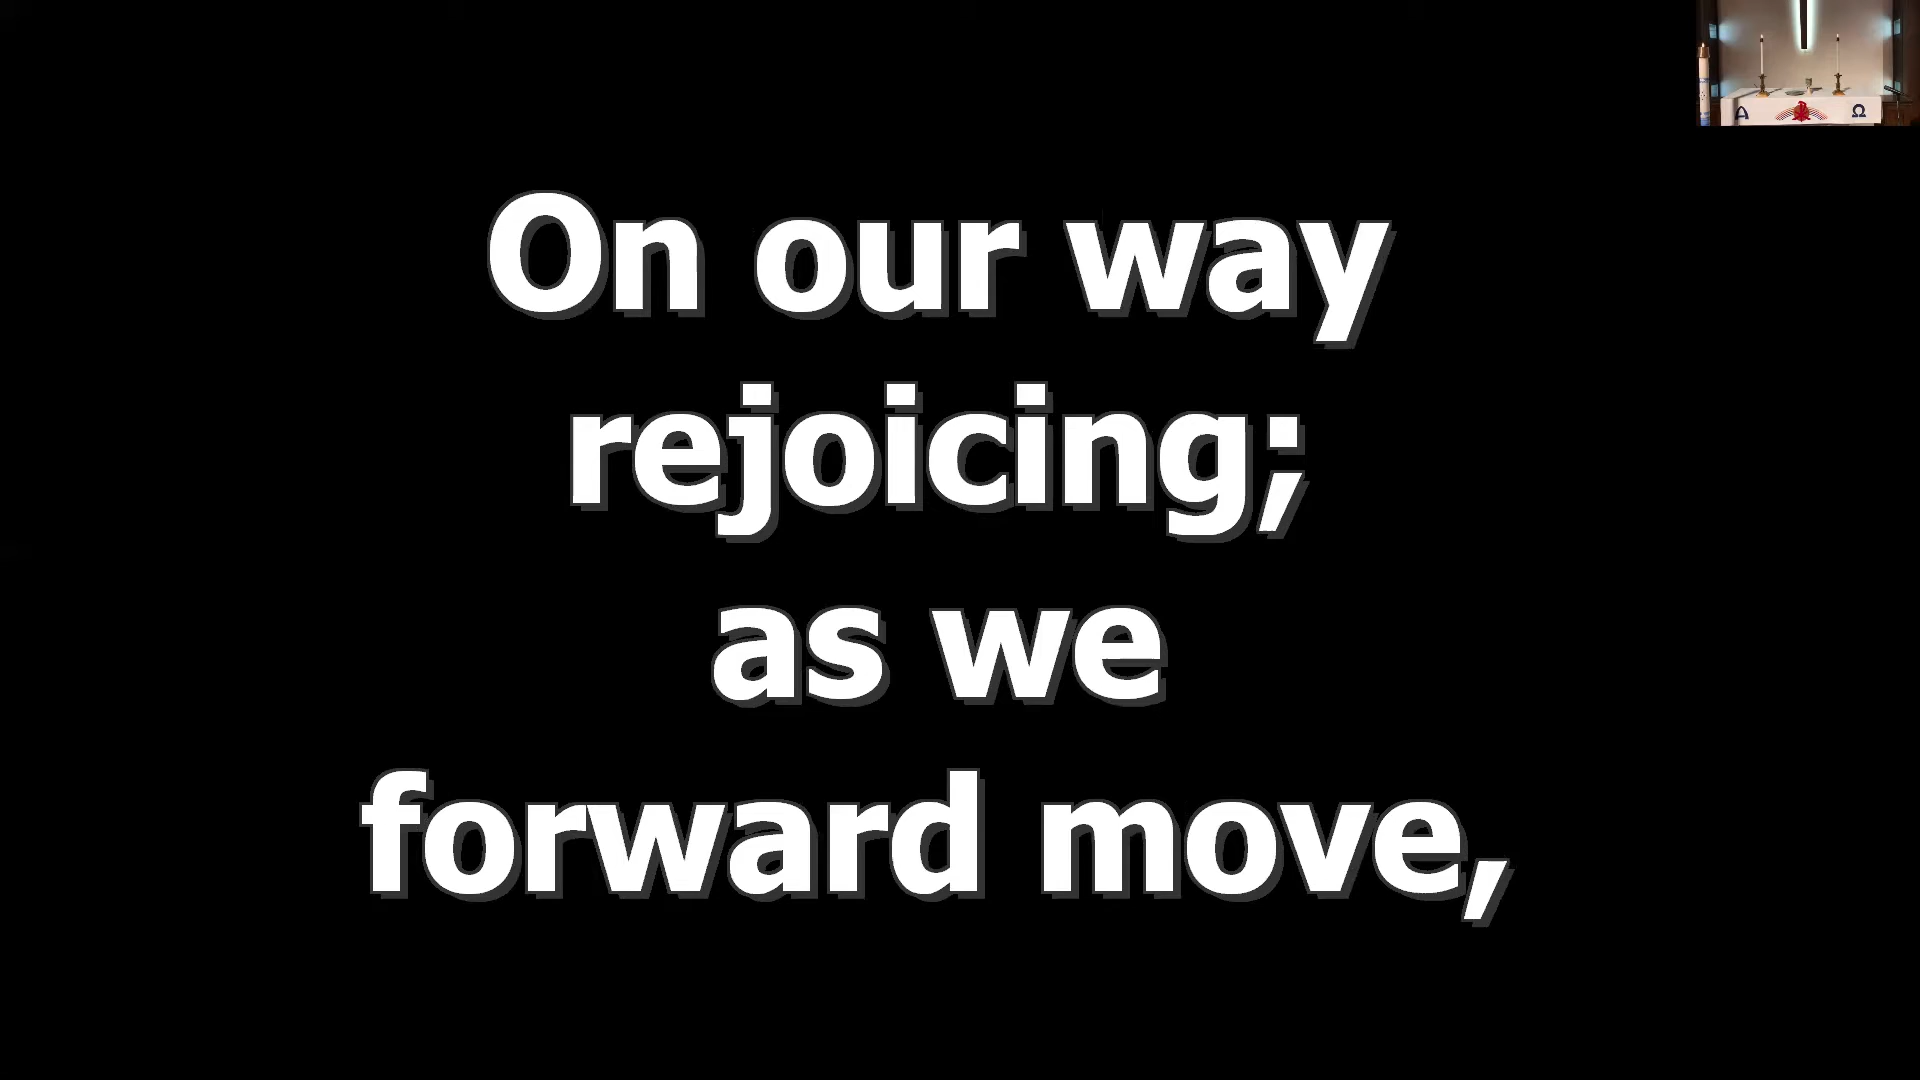 On our way
rejoicing;
as we
forward move,
Α
Ω